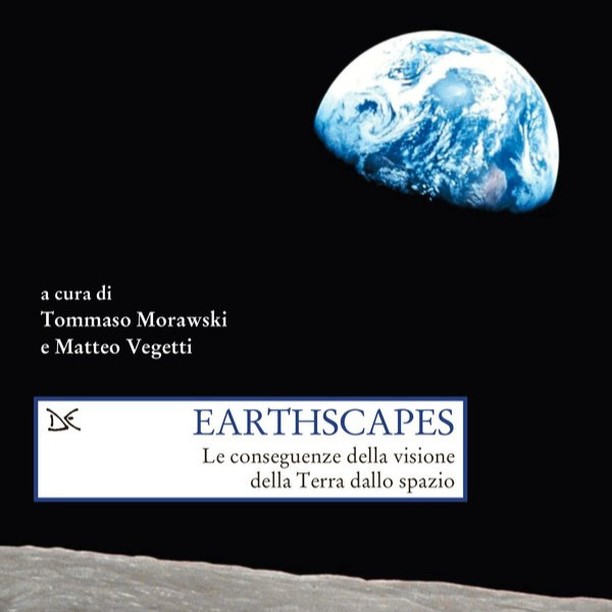 a cura di
Tommaso Morawski
e Matteo Vegetti
DE
EARTHSCAPES
Le conseguenze della visione
della Terra dallo spazio